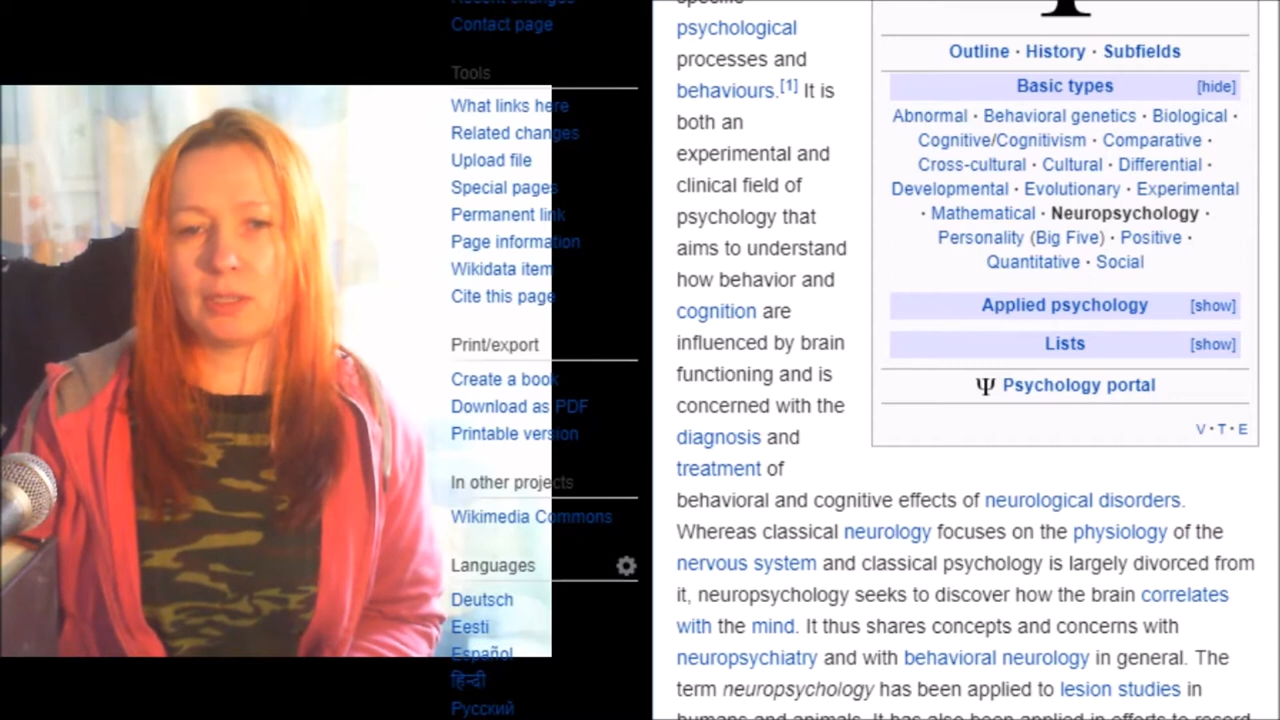 Contact page
Tools
What links here
Related changes
Upload file
Special pages
Permanent link
Page information
Wikidata item
Cite this page
Print/export
Create a book
Download as PDF
Printable version
In other projects
Wikimedia Commons
Languages
Deutsch
Eesti
Español
हिन्दी
Русский
psychological
processes and
behaviours.[1] It is
both an
experimental and
clinical field of
psychology that
aims to understand
how behavior and
cognition are
influenced by brain
functioning and is
concerned with the
diagnosis and
treatment of
behavioral and cognitive effects of neurological disorders.
Whereas classical neurology focuses on the physiology of the
nervous system and classical psychology is largely divorced from
it, neuropsychology seeks to discover how the brain correlates
with the mind. It thus shares concepts and concerns with
neuropsychiatry and with behavioral neurology in general. The
term neuropsychology has been applied to lesion studies in
Outline · History · Subfields
Basic types [hide]
Abnormal · Behavioral genetics · Biological ·
Cognitive/Cognitivism · Comparative ·
Cross-cultural · Cultural · Differential ·
Developmental · Evolutionary · Experimental
· Mathematical · Neuropsychology ·
Personality (Big Five) · Positive ·
Quantitative · Social
Applied psychology [show]
Lists [show]
Ψ Psychology portal
V · T · E